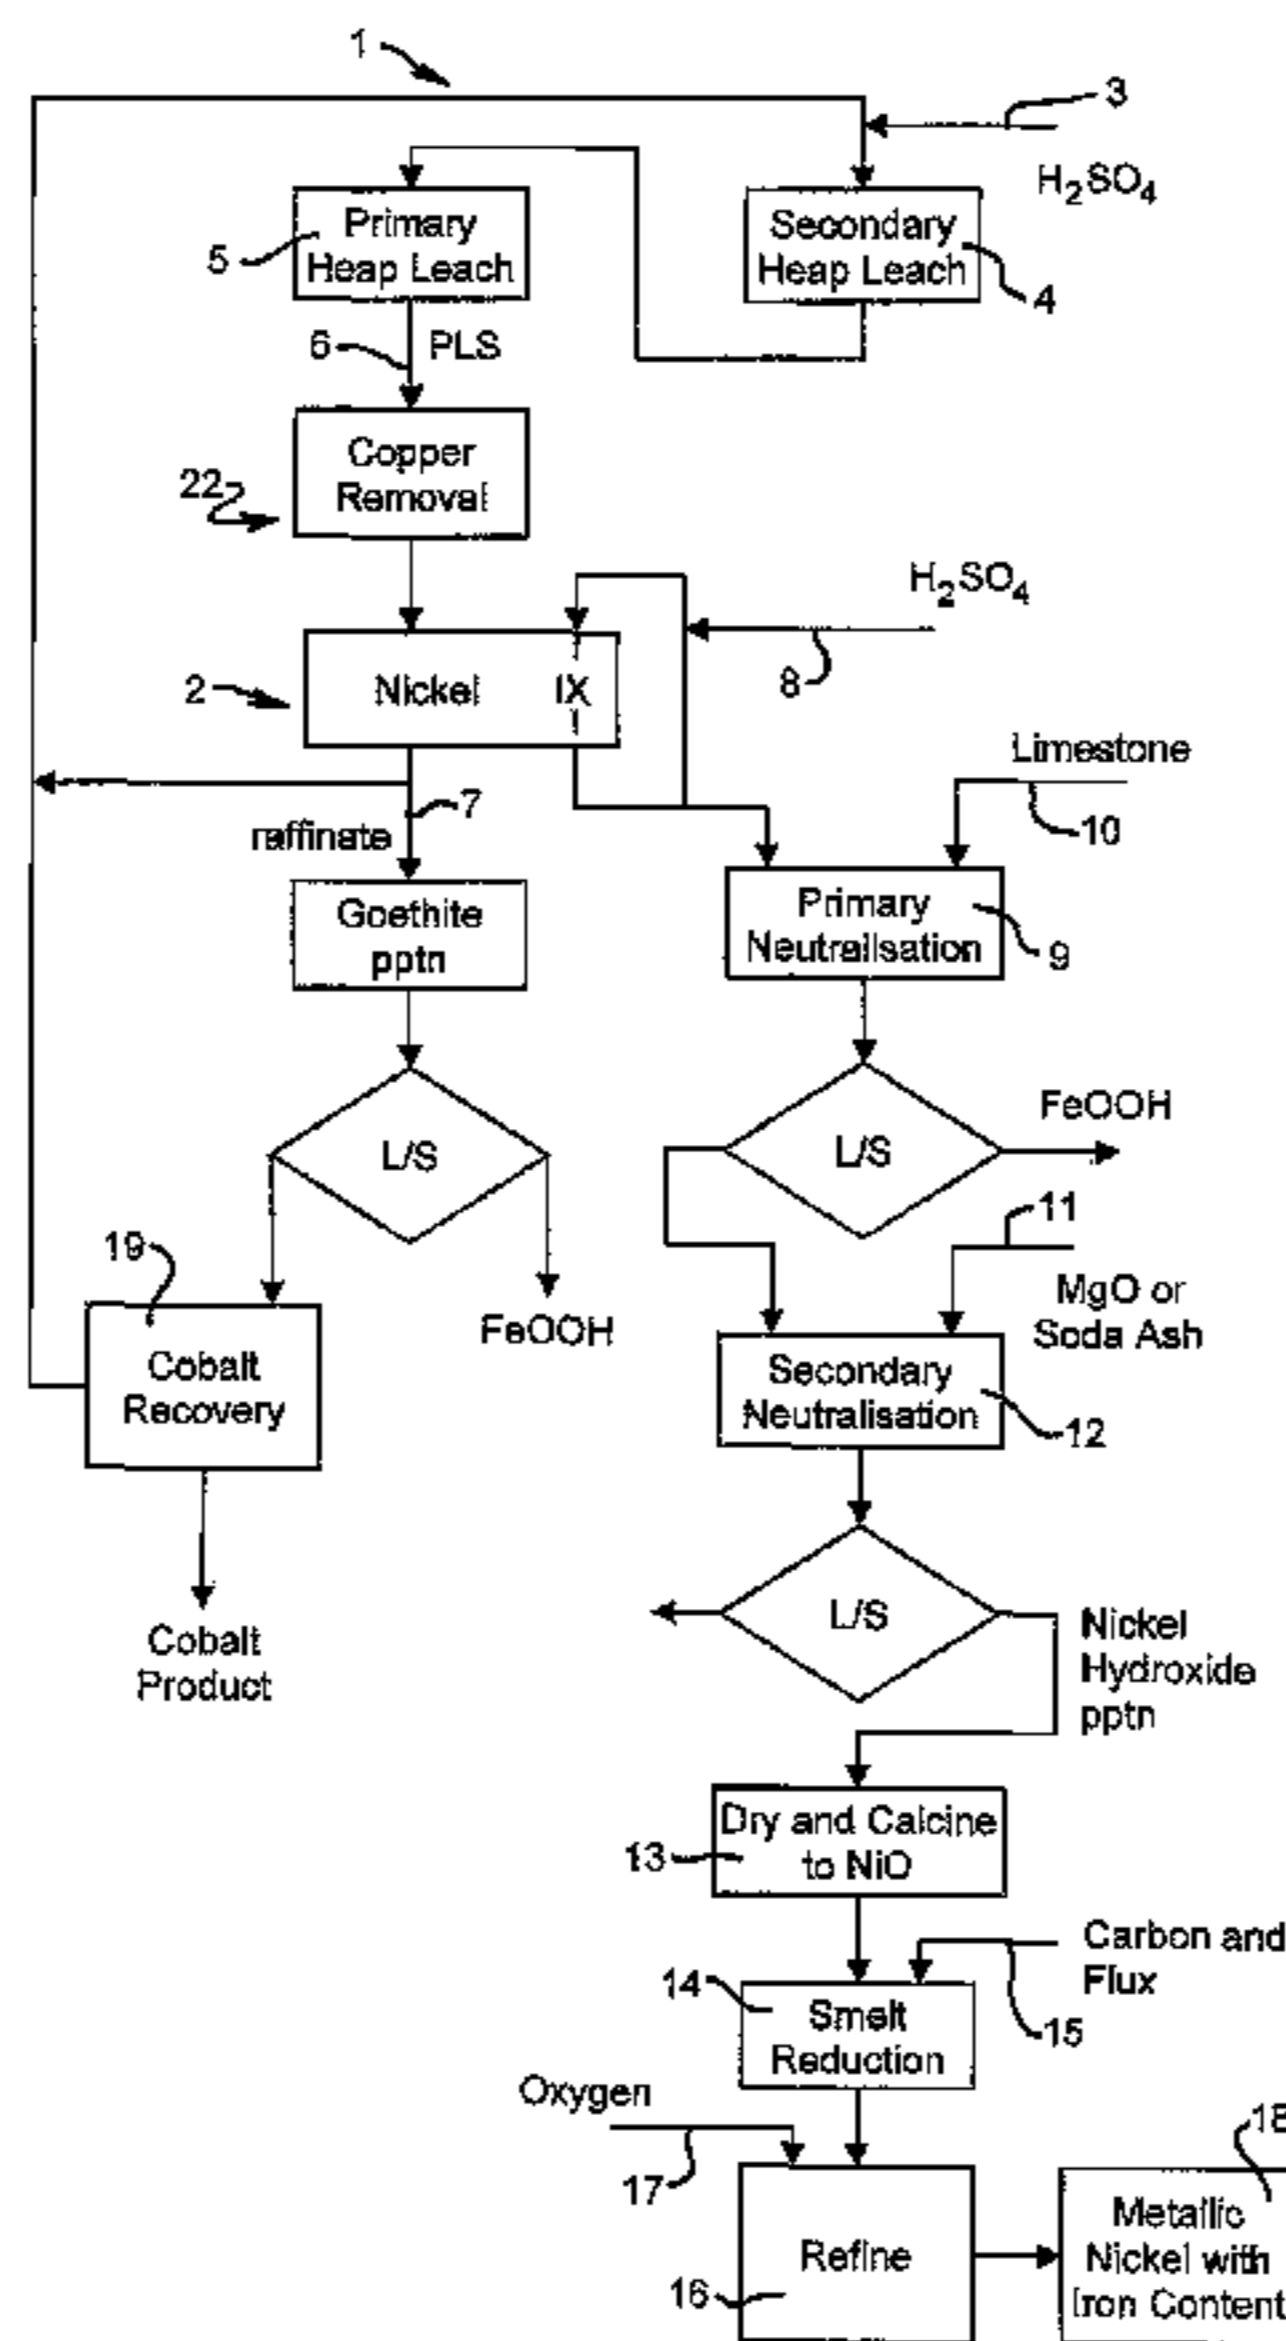 1
3
H2SO4
Primary
Heap Leach
5
Secondary
Heap Leach
4
6
PLS
Copper
Removal
22
H2SO4
8
Nickel
IX
2
Limestone
10
7
raffinate
Goethite
pptn
Primary
Neutralisation
9
L/S
L/S
FeOOH
11
MgO or
Soda Ash
19
FeOOH
Cobalt
Recovery
Secondary
Neutralisation
12
L/S
Nickel
Hydroxide
pptn
Cobalt
Product
Dry and Calcine
to NiO
13
Carbon and
Flux
14
Smelt
Reduction
15
Oxygen
17
18
Refine
16
Metallic
Nickel with
Iron Content